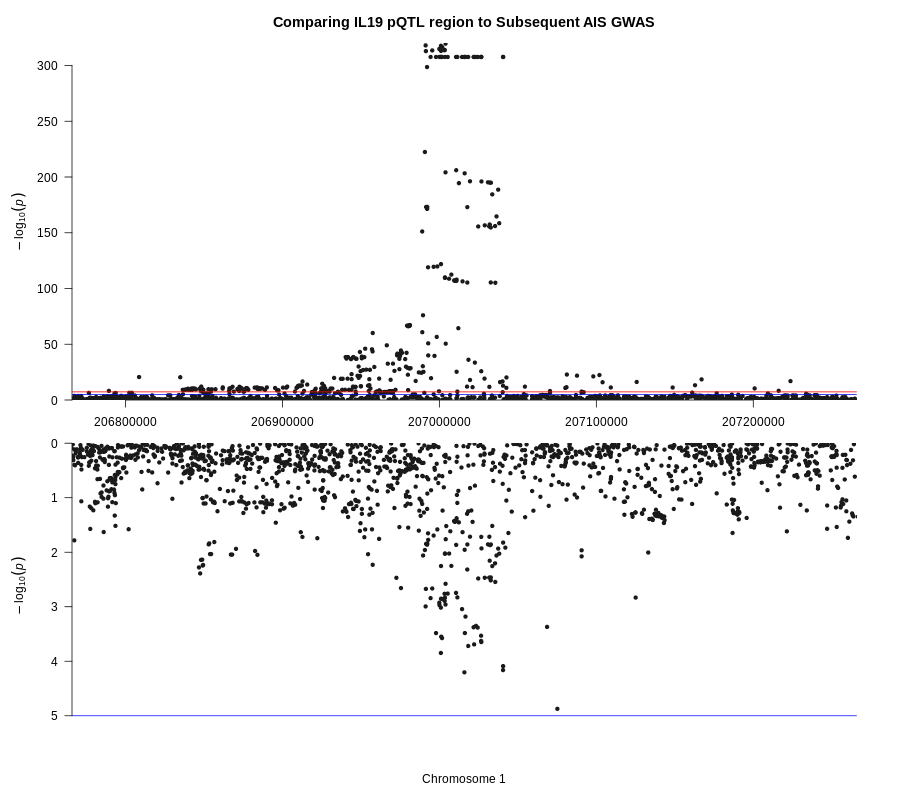 Comparing IL19 pQTL region to Subsequent AIS GWAS
300
250
200
150
100
50
0
− log10(p)
206800000 206900000 207000000 207100000 207200000
0
1
2
3
4
5
− log10(p)
Chromosome 1